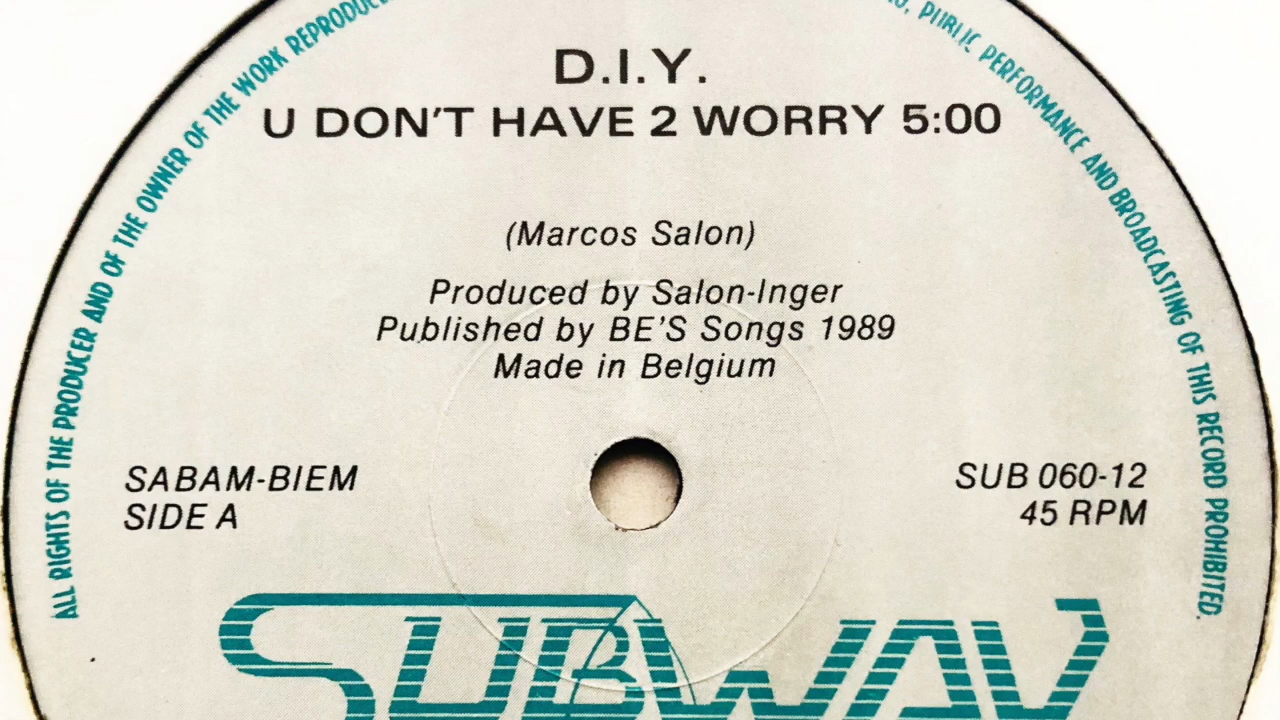 D.I.Y.
U DON'T HAVE 2 WORRY 5:00
(Marcos Salon)
Produced by Salon-Inger
Published by BE'S Songs 1989
Made in Belgium
SABAM-BIEM
SIDE A
SUB 060-12
45 RPM
SUBWAY
ALL RIGHTS OF THE PRODUCER AND OF THE OWNER OF THE WORK
PUBLIC PERFORMANCE AND BROADCASTING OF THIS RECORD PROHIBITED.